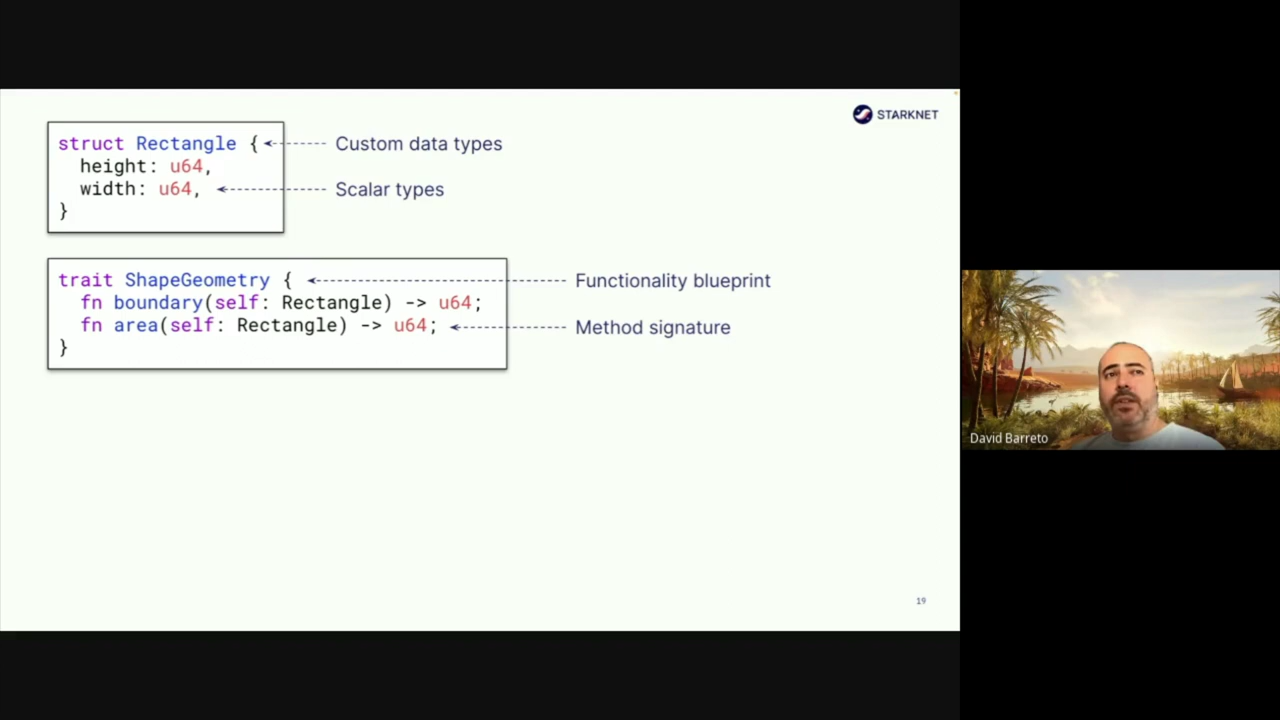 STARKNET
struct Rectangle {
height: u64,
width: u64,
}
Custom data types
Scalar types
trait ShapeGeometry {
fn boundary(self: Rectangle) -> u64;
fn area(self: Rectangle) -> u64;
}
Functionality blueprint
Method signature
David Barreto
19